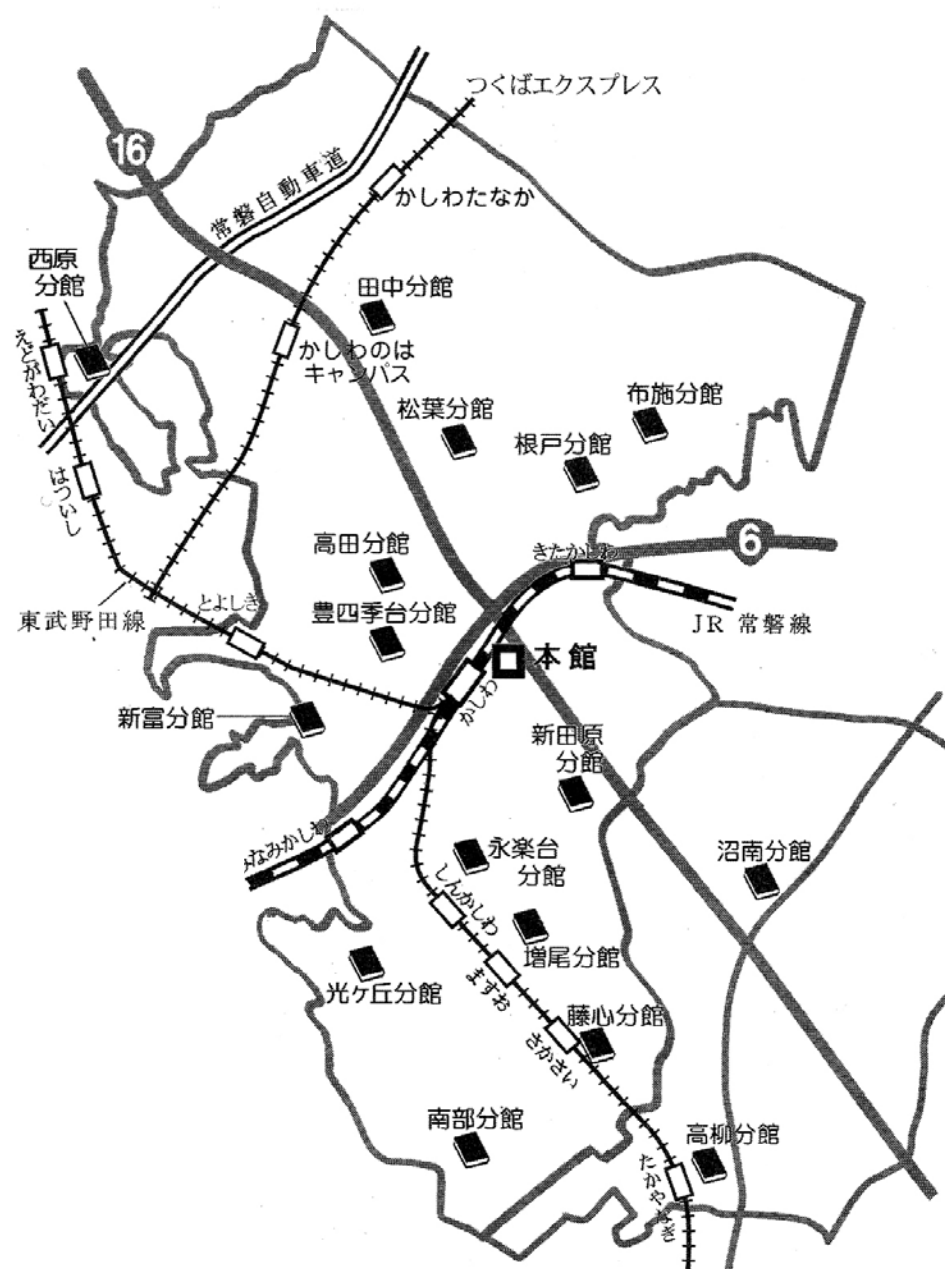 つくばエクスプレス
16
常磐自動車道
かしわたなか
西原
分館
田中分館
えどがわだい
かしわのは
キャンパス
松葉分館
布施分館
根戸分館
はついし
高田分館
きたかしわ
6
豊四季台分館
とよしき
東武野田線
JR 常磐線
本館
かしわ
新富分館
新田原
分館
みなみかしわ
永楽台
分館
沼南分館
しんかしわ
増尾分館
光ヶ丘分館
ますお
藤心分館
さかさい
南部分館
高柳分館
たかやなぎ